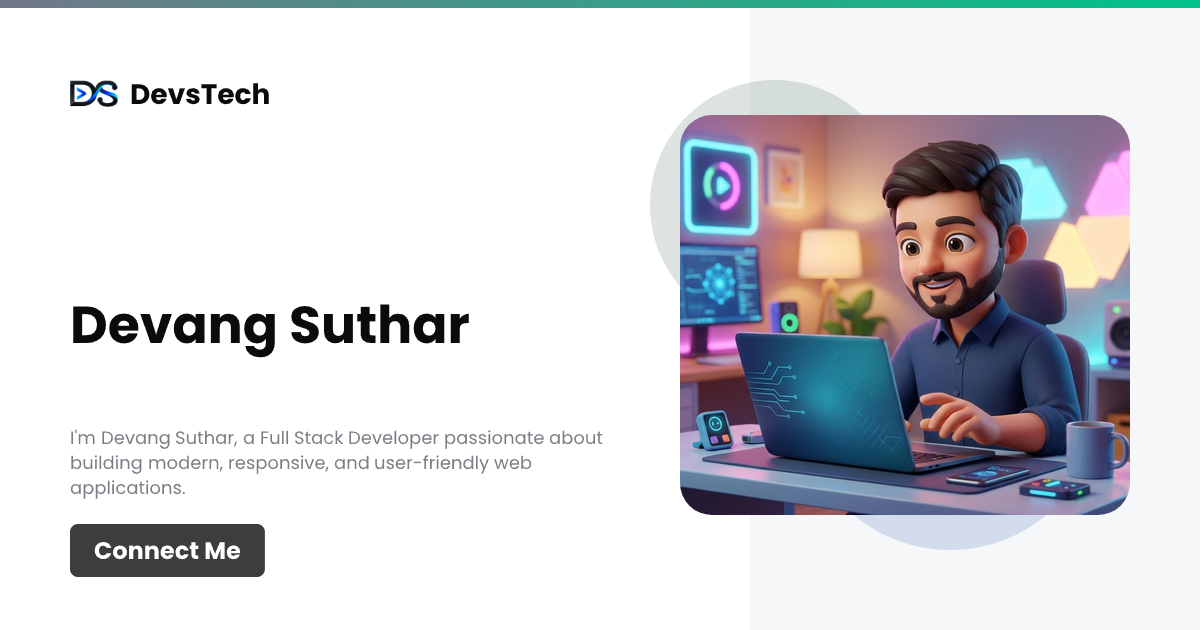 DS DevsTech
Devang Suthar
I'm Devang Suthar, a Full Stack Developer passionate about
building modern, responsive, and user-friendly web
applications.
Connect Me